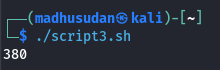 ┌──(madhusudan㉿kali)-[~]
└─$ ./script3.sh
380